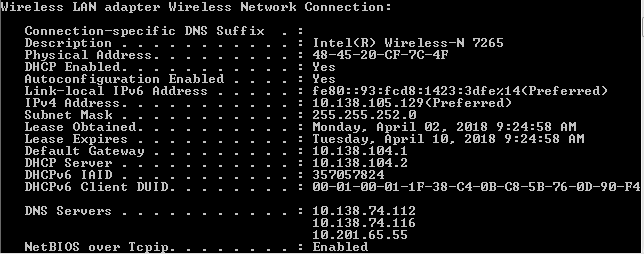 Wireless LAN adapter Wireless Network Connection:
Connection-specific DNS Suffix . :
Description . . . . . . . . . . . : Intel(R) Wireless-N 7265
Physical Address. . . . . . . . . : 48-45-20-CF-7C-4F
DHCP Enabled. . . . . . . . . . . : Yes
Autoconfiguration Enabled . . . . : Yes
Link-local IPv6 Address . . . . . : fe80::93:fcd8:1423:3dfe%14(Preferred)
IPv4 Address. . . . . . . . . . . : 10.138.105.129(Preferred)
Subnet Mask . . . . . . . . . . . : 255.255.252.0
Lease Obtained. . . . . . . . . . : Monday, April 02, 2018 9:24:58 AM
Lease Expires . . . . . . . . . . : Tuesday, April 10, 2018 9:24:58 AM
Default Gateway . . . . . . . . . : 10.138.104.1
DHCP Server . . . . . . . . . . . : 10.138.104.2
DHCPv6 IAID . . . . . . . . . . . : 357057824
DHCPv6 Client DUID. . . . . . . . : 00-01-00-01-1F-38-C4-0B-C8-5B-76-0D-90-F4
DNS Servers . . . . . . . . . . . : 10.138.74.112
10.138.74.116
10.201.65.55
NetBIOS over Tcpip. . . . . . . . : Enabled